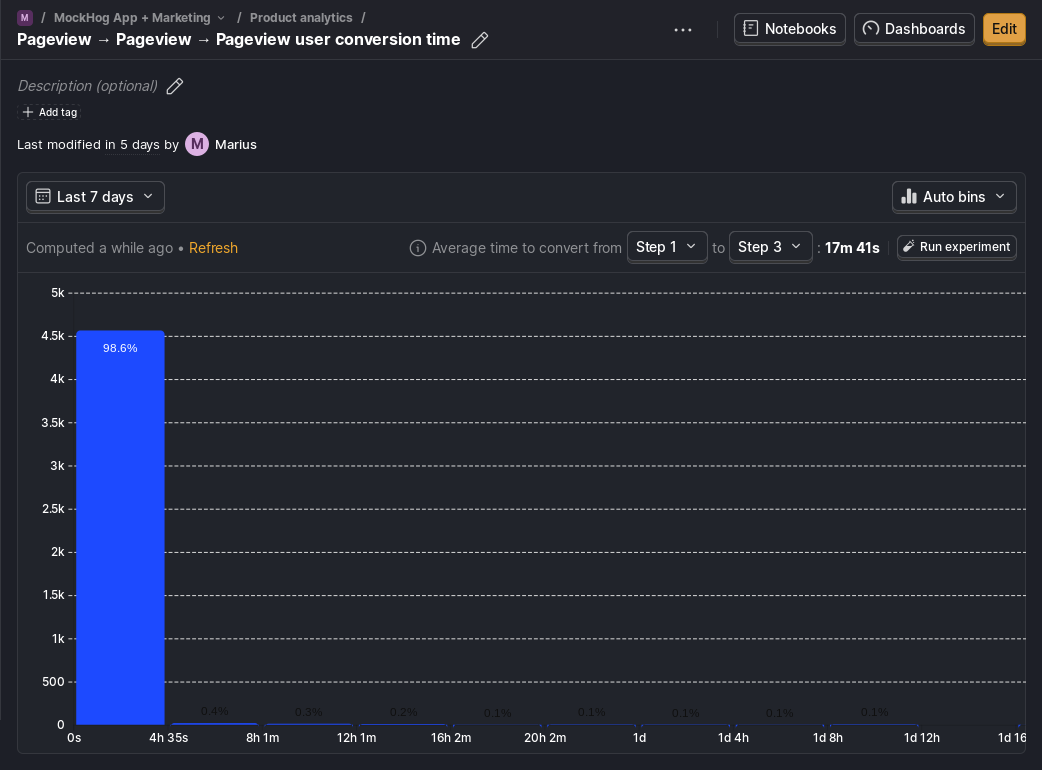 M / MockHog App + Marketing / Product analytics /
Pageview → Pageview → Pageview user conversion time
Notebooks
Dashboards
Edit
Description (optional)
Add tag
Last modified in 5 days by M Marius
Last 7 days
Auto bins
Computed a while ago • Refresh
Average time to convert from Step 1 to Step 3 : 17m 41s
Run experiment
5k
4.5k
98.6%
4k
3.5k
3k
2.5k
2k
1.5k
1k
500
0.4% 0.3% 0.2% 0.1% 0.1% 0.1% 0.1% 0.1%
0
0s 4h 35s 8h 1m 12h 1m 16h 2m 20h 2m 1d 1d 4h 1d 8h 1d 12h 1d 16